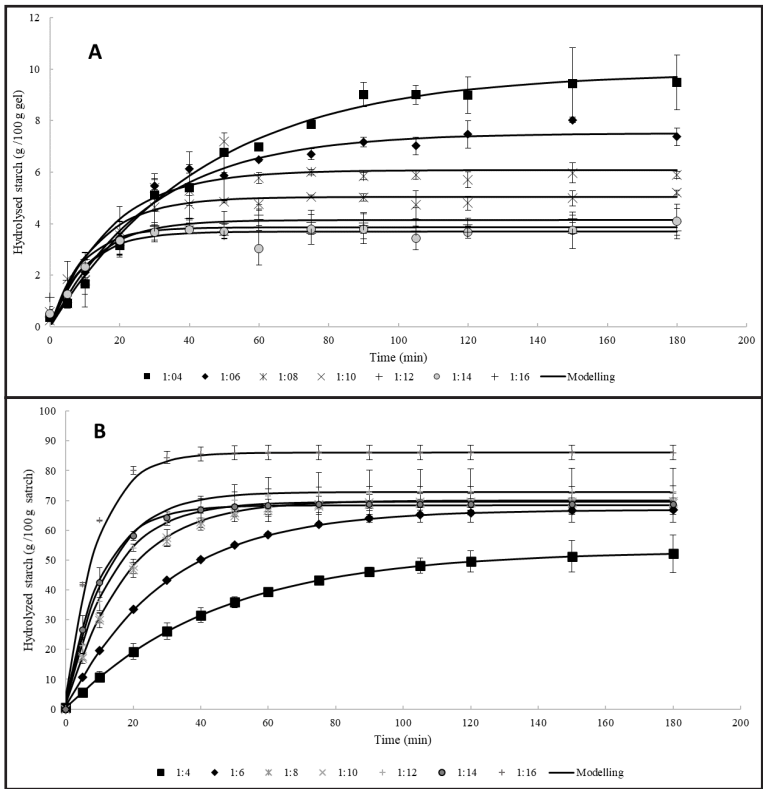 A
12
10
8
6
4
2
0
Hydrolysed starch (g /100 g gel)
0 20 40 60 80 100 120 140 160 180 200
Time (min)
1:04 1:06 1:08 1:10 1:12 1:14 1:16 Modelling
B
100
90
80
70
60
50
40
30
20
10
0
Hydrolyzed starch (g /100 g satrch)
0 20 40 60 80 100 120 140 160 180 200
Time (min)
1:4 1:6 1:8 1:10 1:12 1:14 1:16 Modelling